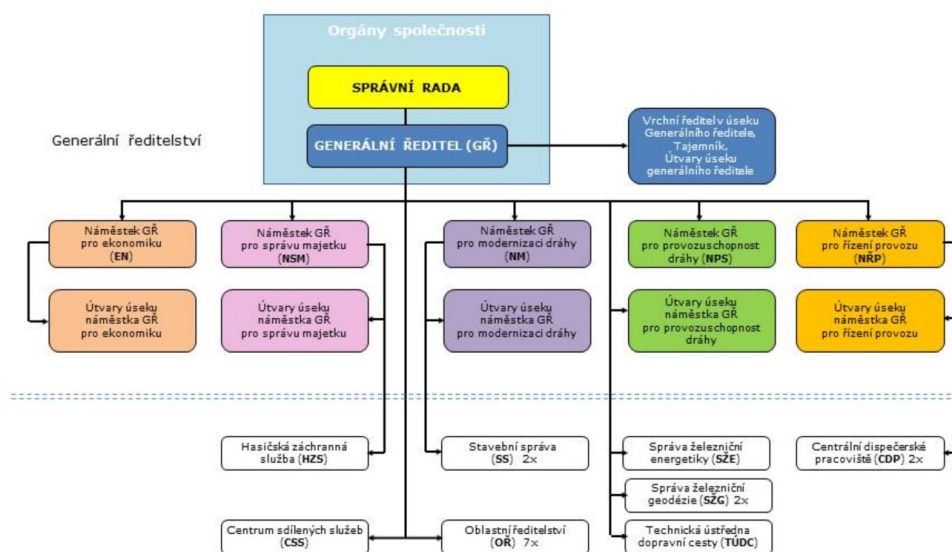 Orgány společnosti
SPRÁVNÍ RADA
Generální ředitelství
GENERÁLNÍ ŘEDITEL (GŘ)
Vrchní ředitel v úseku
Generálního ředitele,
Tajemník,
Útvary úseku
generálního ředitele
Náměstek GŘ
pro ekonomiku
(EN)
Náměstek GŘ
pro správu majetku
(NSM)
Náměstek GŘ
pro modernizaci dráhy
(NM)
Náměstek GŘ
pro provozuschopnost
dráhy (NPS)
Náměstek GŘ
pro řízení provozu
(NŘP)
Útvary úseku
náměstka GŘ
pro ekonomiku
Útvary úseku
náměstka GŘ
pro správu majetku
Útvary úseku
náměstka GŘ
pro modernizaci dráhy
Útvary úseku
náměstka GŘ
pro provozuschopnost
dráhy
Útvary úseku
náměstka GŘ
pro řízení provozu
Hasičská záchranná
služba (HZS)
Stavební správa
(SS) 2x
Správa železniční
energetiky (SŽE)
Centrální dispečerské
pracoviště (CDP) 2x
Správa železniční
geodézie (SŽG) 2x
Centrum sdílených služeb
(CSS)
Oblastní ředitelství
(OŘ) 7x
Technická ústředna
dopravní cesty (TÚDC)